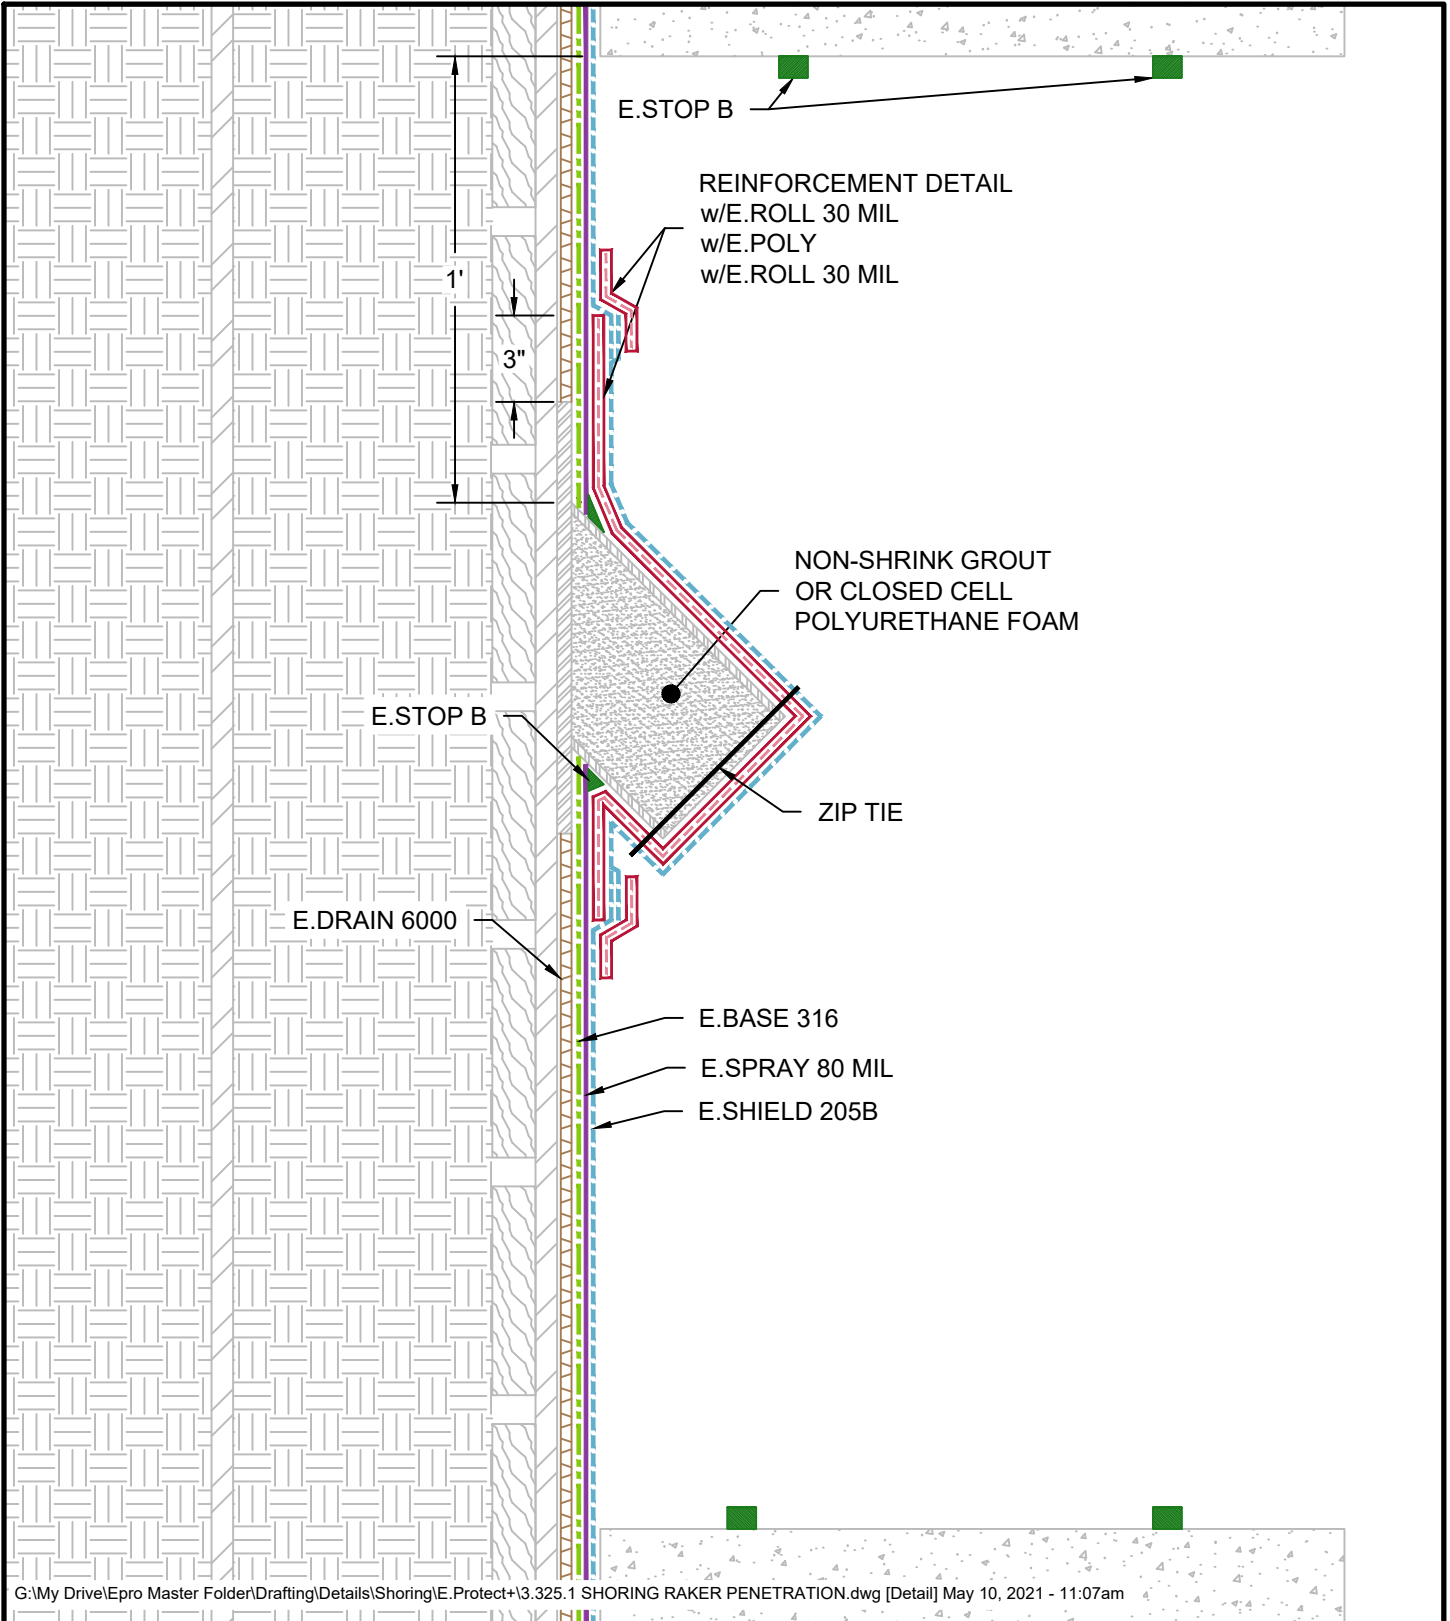 E.STOP B
REINFORCEMENT DETAIL
w/E.ROLL 30 MIL
w/E.POLY
w/E.ROLL 30 MIL
1'
3"
NON-SHRINK GROUT
OR CLOSED CELL
POLYURETHANE FOAM
E.STOP B
ZIP TIE
E.DRAIN 6000
E.BASE 316
E.SPRAY 80 MIL
E.SHIELD 205B
G:\My Drive\Epro Master Folder\Drafting\Details\Shoring\E.Protect+\3.325.1 SHORING RAKER PENETRATION.dwg [Detail] May 10, 2021 - 11:07am